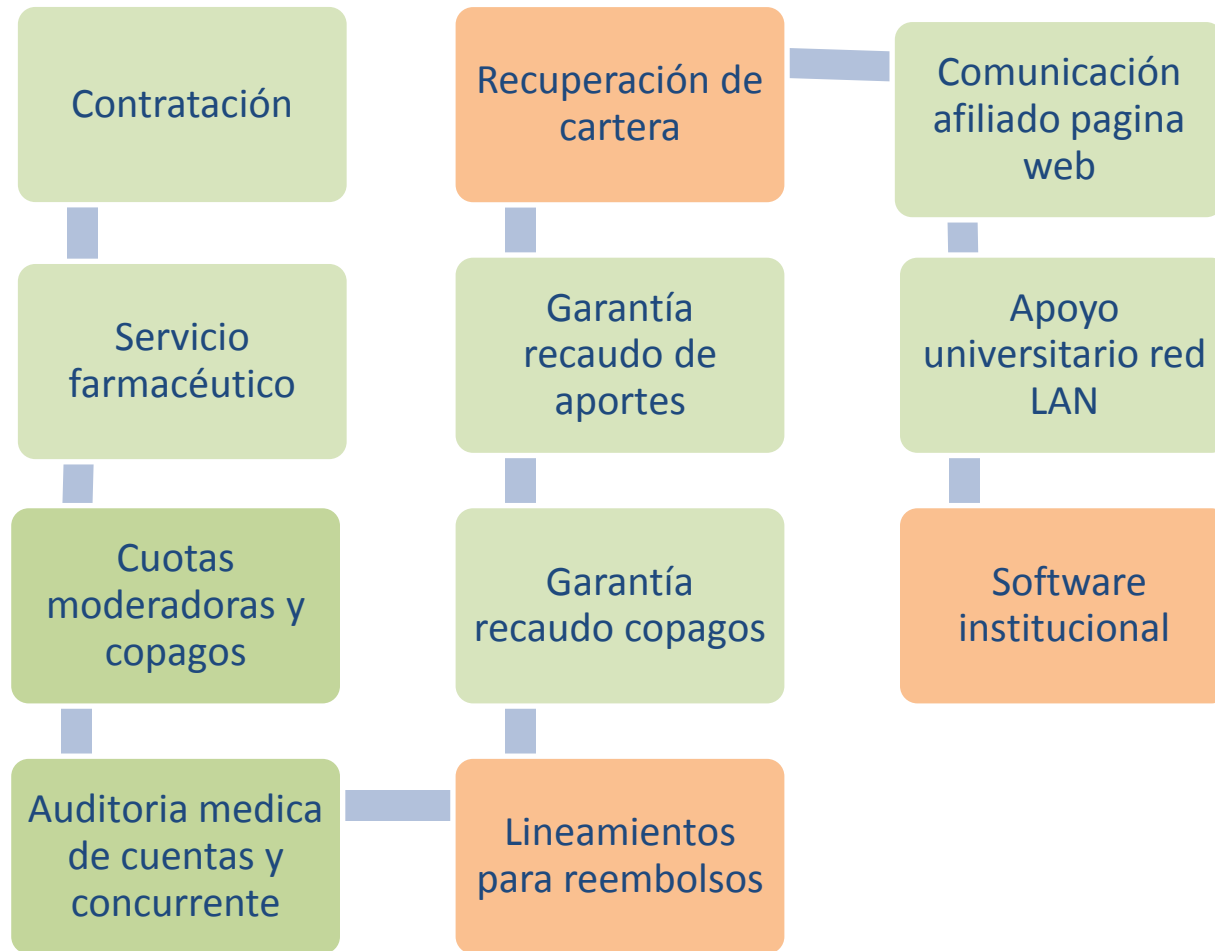 Contratación
Servicio
farmacéutico
Cuotas
moderadoras y
copagos
Auditoria medica
de cuentas y
concurrente
Lineamientos
para reembolsos
Garantía
recaudo copagos
Garantía
recaudo de
aportes
Recuperación de
cartera
Comunicación
afiliado pagina
web
Apoyo
universitario red
LAN
Software
institucional